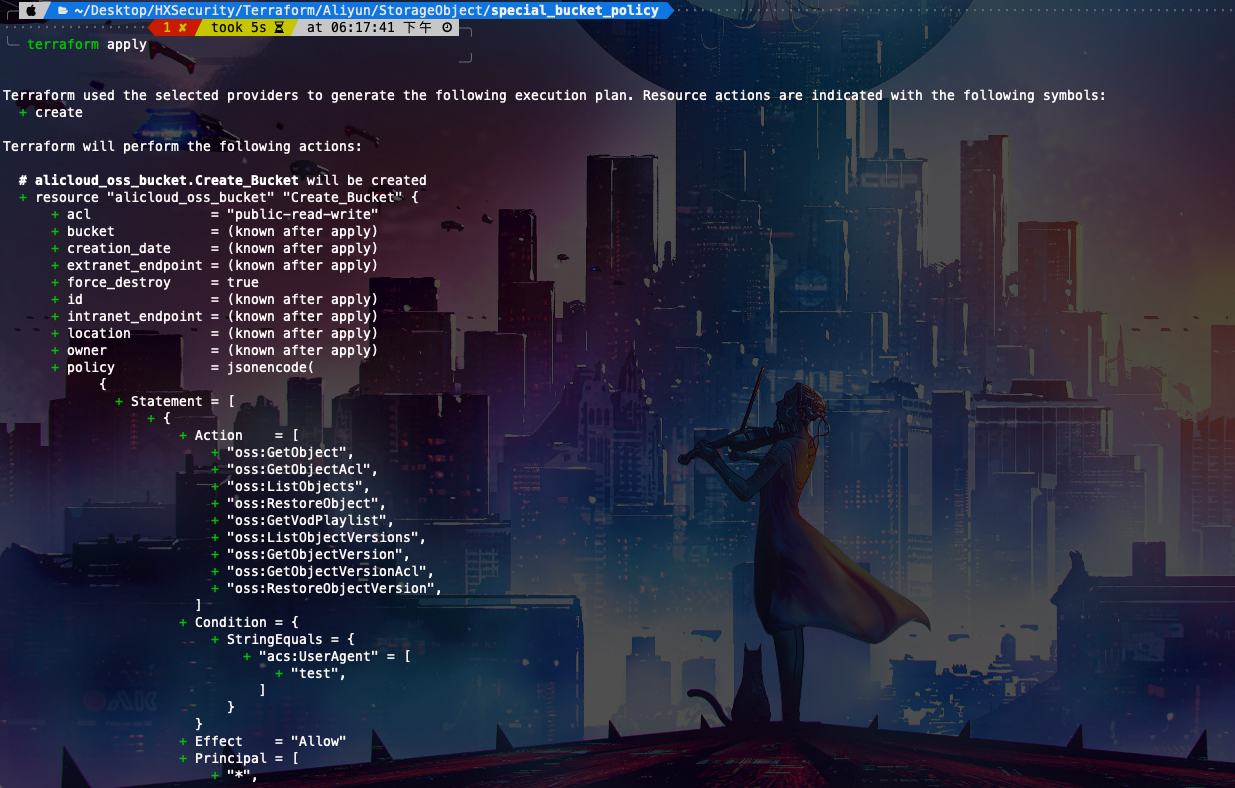 ~/Desktop/HXSecurity/Terraform/Aliyun/StorageObject/special_bucket_policy
1 ✘ took 5s at 06:17:41 下午
terraform apply
Terraform used the selected providers to generate the following execution plan. Resource actions are indicated with the following symbols:
+ create
Terraform will perform the following actions:
# alicloud_oss_bucket.Create_Bucket will be created
+ resource "alicloud_oss_bucket" "Create_Bucket" {
+ acl = "public-read-write"
+ bucket = (known after apply)
+ creation_date = (known after apply)
+ extranet_endpoint = (known after apply)
+ force_destroy = true
+ id = (known after apply)
+ intranet_endpoint = (known after apply)
+ location = (known after apply)
+ owner = (known after apply)
+ policy = jsonencode(
{
+ Statement = [
+ {
+ Action = [
+ "oss:GetObject",
+ "oss:GetObjectAcl",
+ "oss:ListObjects",
+ "oss:RestoreObject",
+ "oss:GetVodPlaylist",
+ "oss:ListObjectVersions",
+ "oss:GetObjectVersion",
+ "oss:GetObjectVersionAcl",
+ "oss:RestoreObjectVersion",
]
+ Condition = {
+ StringEquals = {
+ "acs:UserAgent" = [
+ "test",
]
}
}
+ Effect = "Allow"
+ Principal = [
+ "*",